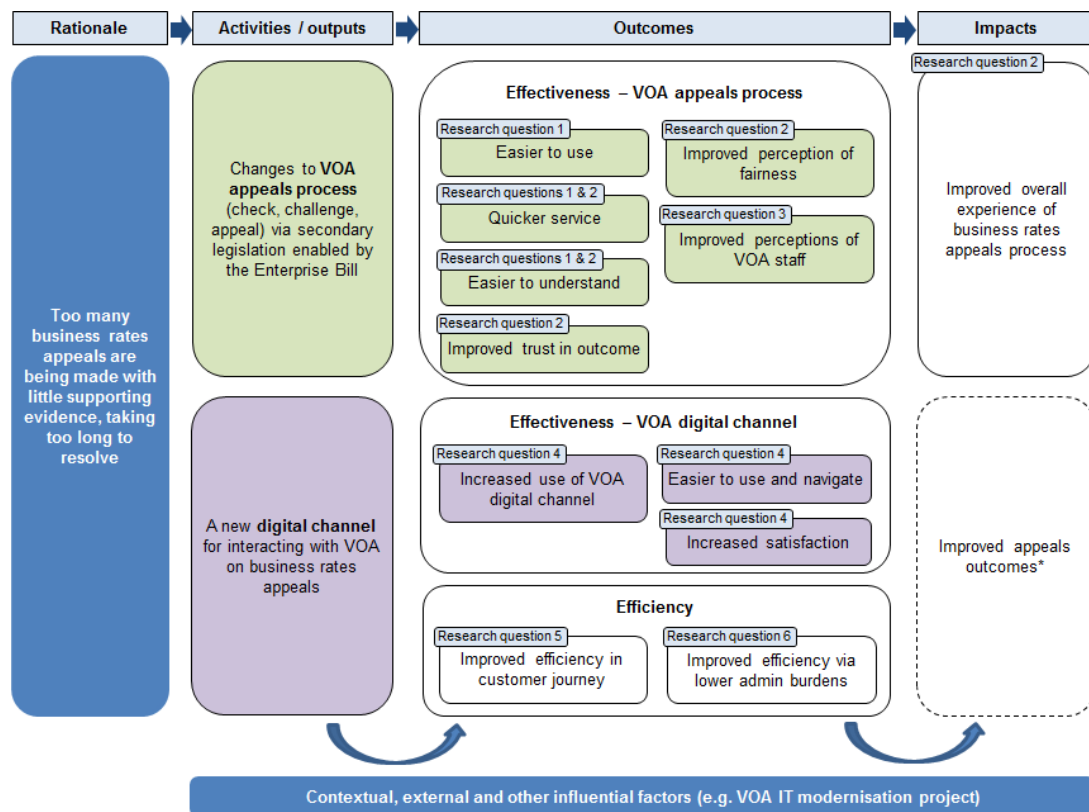 Rationale
Activities / outputs
Outcomes
Impacts
Too many
business rates
appeals are
being made with
little supporting
evidence, taking
too long to
resolve
Changes to VOA
appeals process
(check, challenge,
appeal) via secondary
legislation enabled by
the Enterprise Bill
A new digital channel
for interacting with VOA
on business rates
appeals
Effectiveness – VOA appeals process
Research question 1
Easier to use
Research questions 1 & 2
Quicker service
Research questions 1 & 2
Easier to understand
Research question 2
Improved trust in outcome
Research question 2
Improved perception of
fairness
Research question 3
Improved perceptions of
VOA staff
Effectiveness – VOA digital channel
Research question 4
Increased use of VOA
digital channel
Research question 4
Easier to use and navigate
Research question 4
Increased satisfaction
Efficiency
Research question 5
Improved efficiency in
customer journey
Research question 6
Improved efficiency via
lower admin burdens
Research question 2
Improved overall
experience of
business rates
appeals process
Improved appeals
outcomes*
Contextual, external and other influential factors (e.g. VOA IT modernisation project)